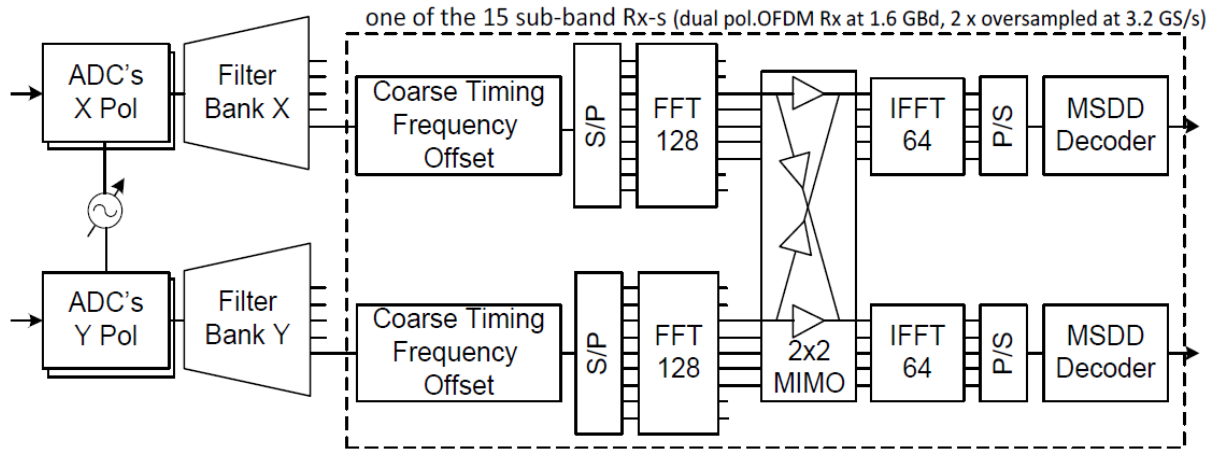 one of the 15 sub-band Rx-s (dual pol.OFDM Rx at 1.6 GBd, 2 x oversampled at 3.2 GS/s)
ADC's
X Pol
Filter
Bank X
Coarse Timing
Frequency
Offset
S/P
FFT
128
IFFT
64
P/S
MSDD
Decoder
ADC's
Y Pol
Filter
Bank Y
Coarse Timing
Frequency
Offset
S/P
FFT
128
2x2
MIMO
IFFT
64
P/S
MSDD
Decoder